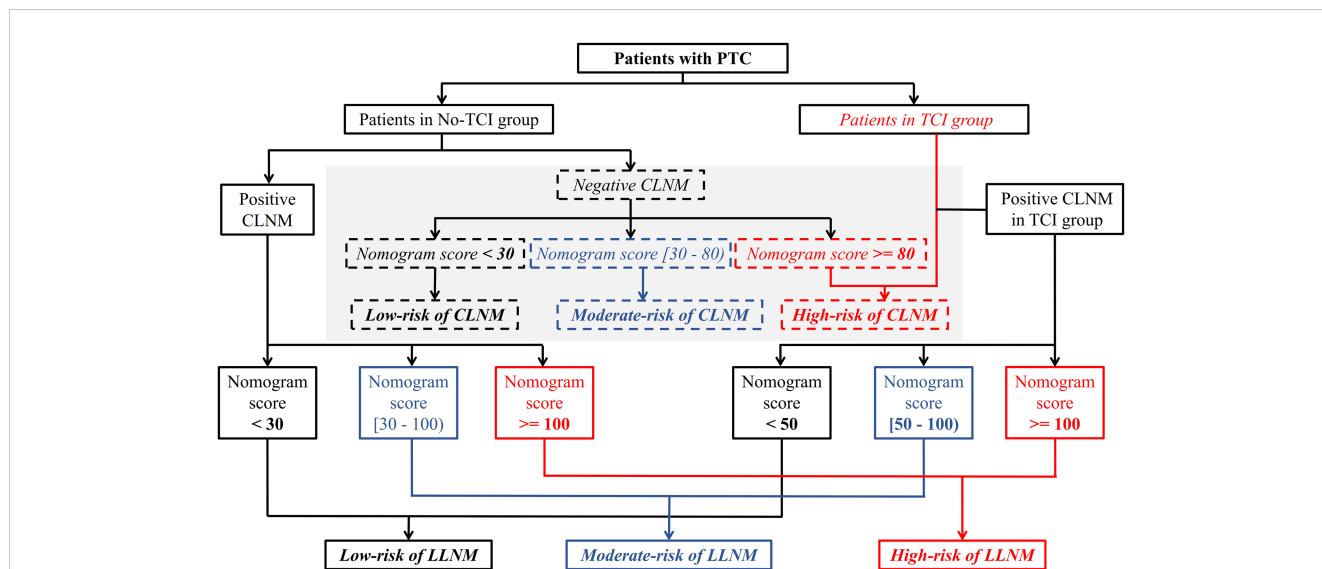 Patients with PTC
Patients in No-TCI group
Patients in TCI group
Negative CLNM
Positive
CLNM
Positive CLNM
in TCI group
Nomogram score < 30
Nomogram score [30 - 80)
Nomogram score >= 80
Low-risk of CLNM
Moderate-risk of CLNM
High-risk of CLNM
Nomogram
score
< 30
Nomogram
score
[30 - 100)
Nomogram
score
>= 100
Nomogram
score
< 50
Nomogram
score
[50 - 100)
Nomogram
score
>= 100
Low-risk of LLNM
Moderate-risk of LLNM
High-risk of LLNM